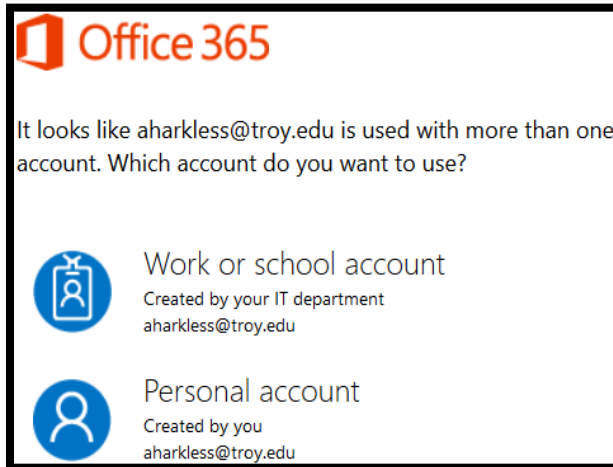 Office 365
It looks like aharkless@troy.edu is used with more than one
account. Which account do you want to use?
Work or school account
Created by your IT department
aharkless@troy.edu
Personal account
Created by you
aharkless@troy.edu